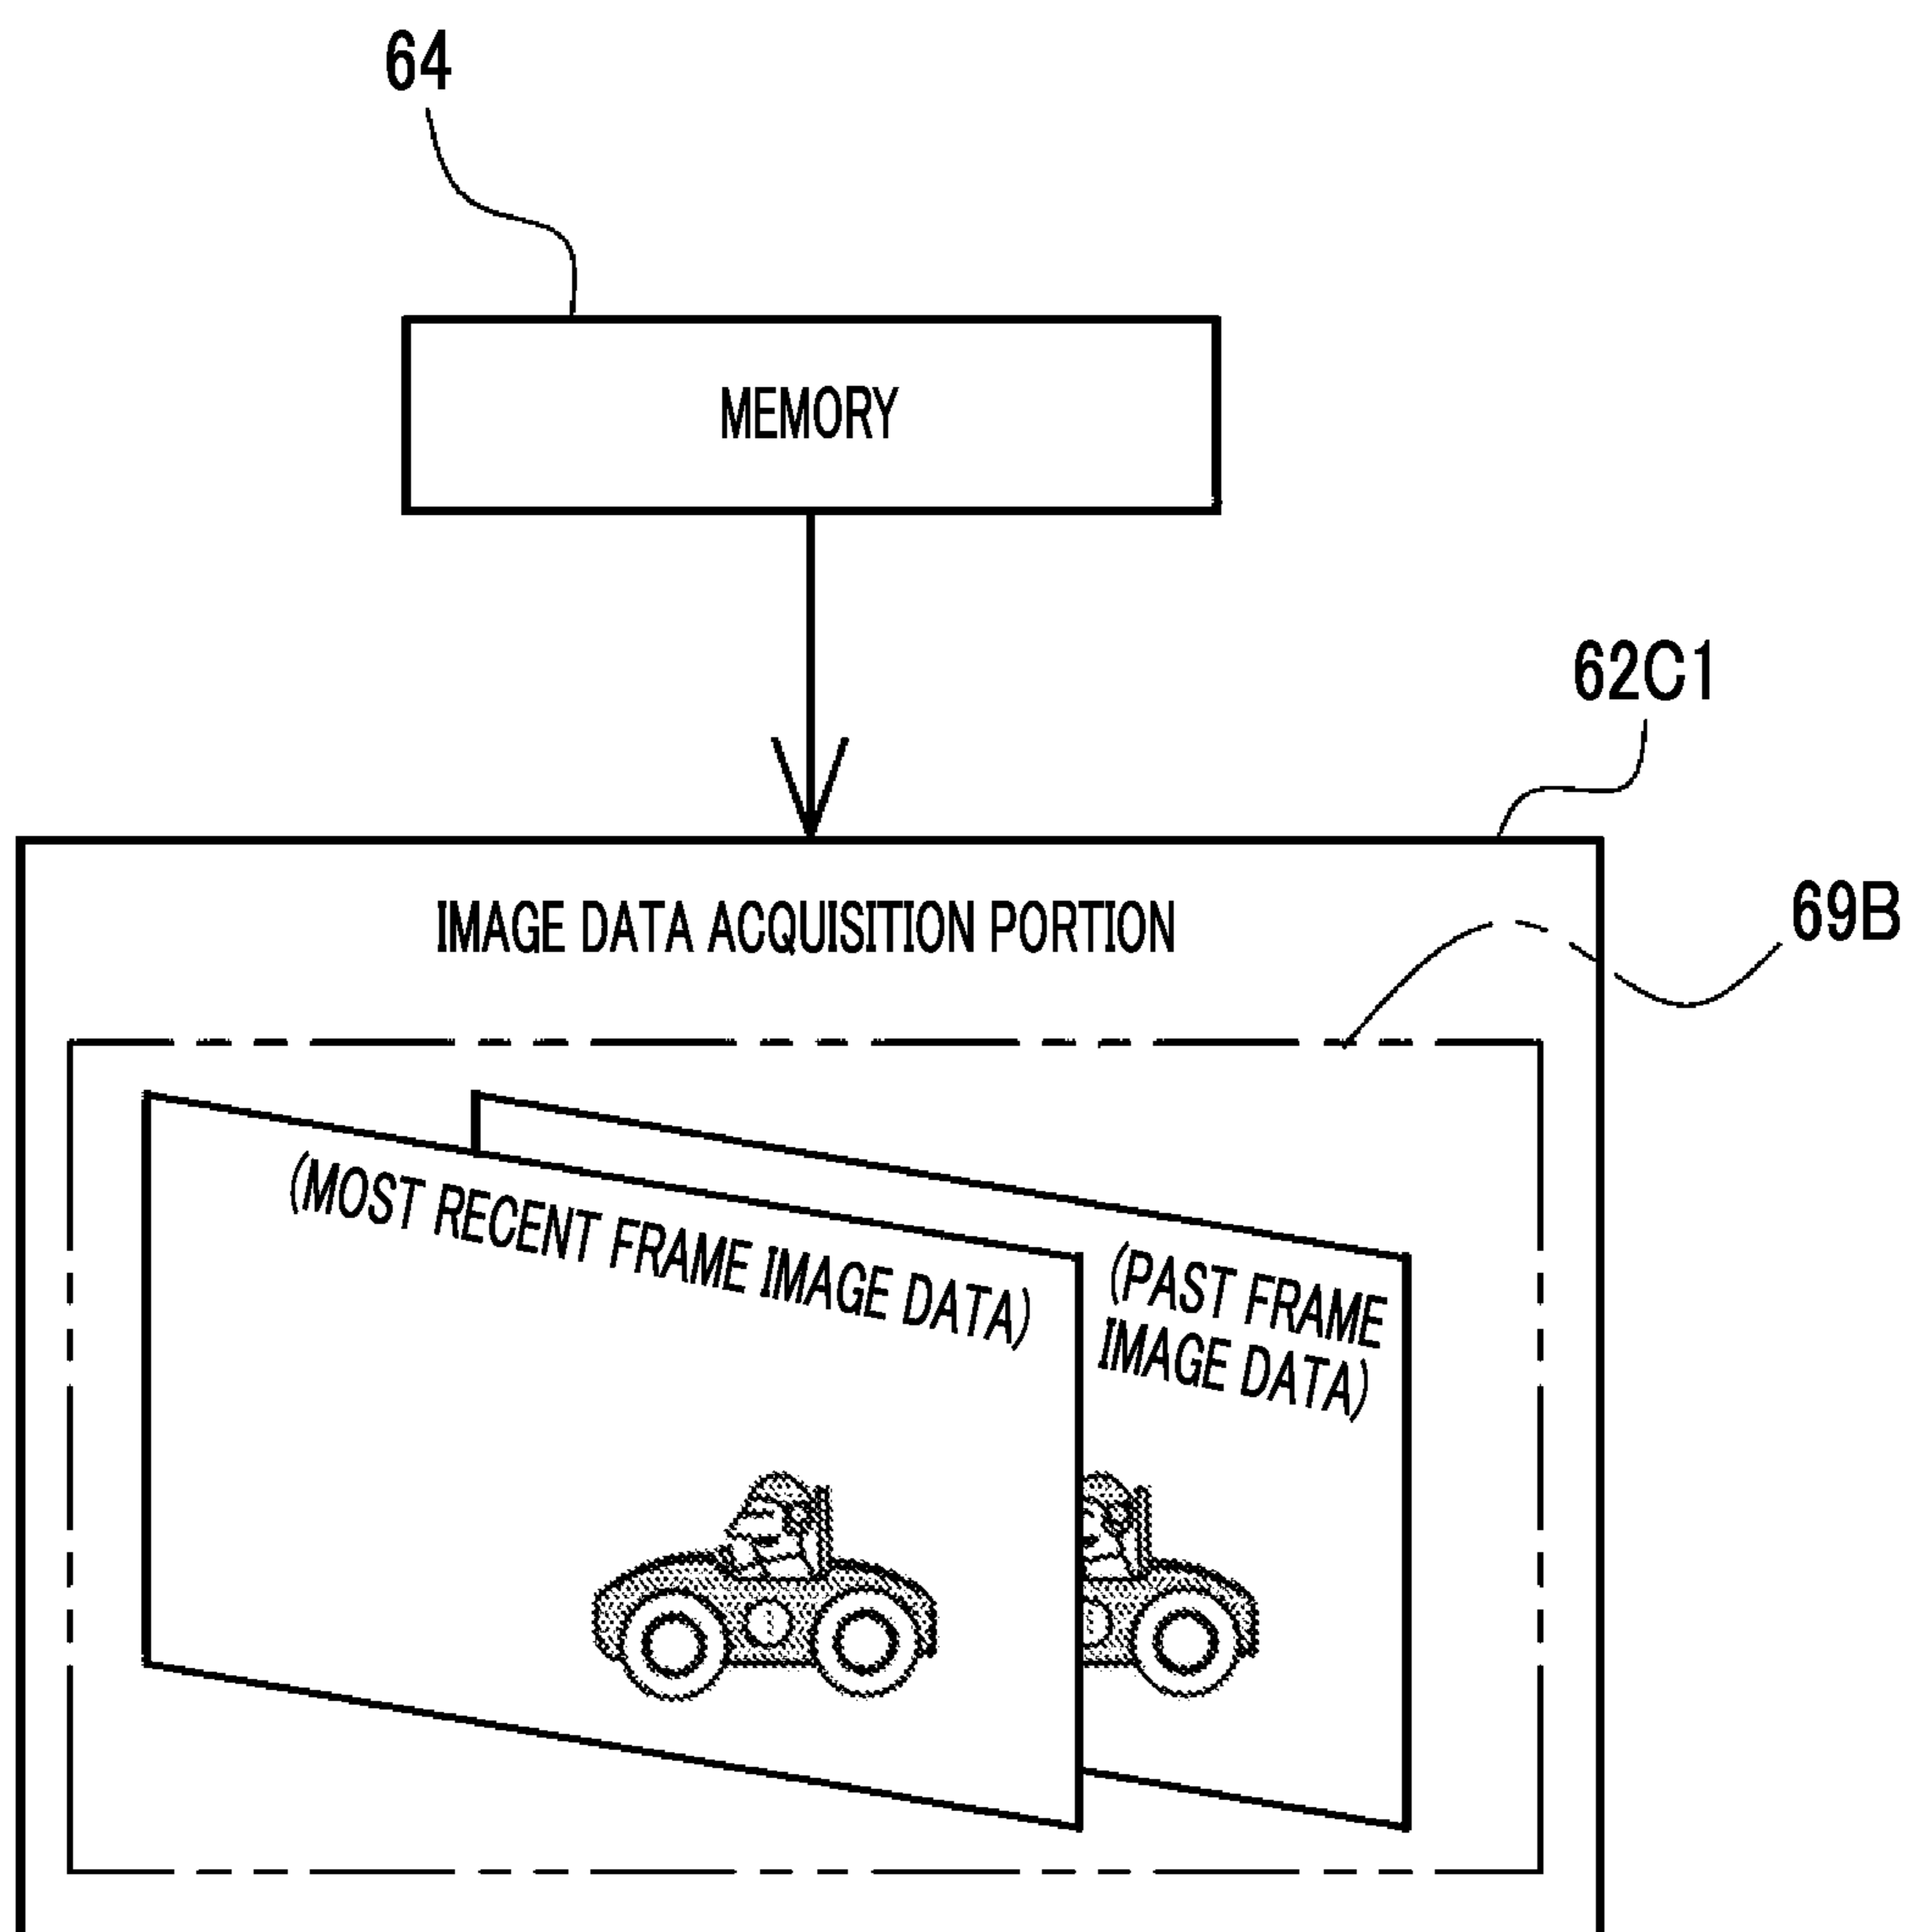 64
MEMORY
62C1
IMAGE DATA ACQUISITION PORTION
69B
(MOST RECENT FRAME IMAGE DATA)
(PAST FRAME
IMAGE DATA)